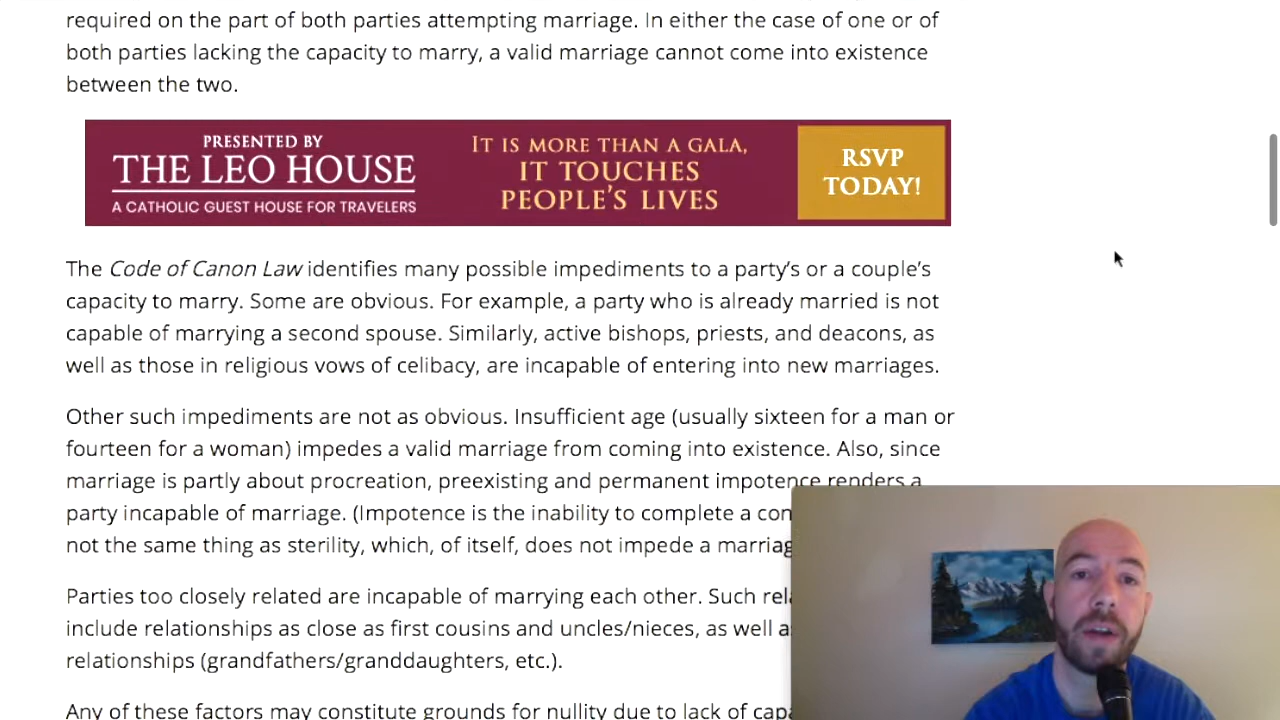 required on the part of both parties attempting marriage. In either the case of one or of
both parties lacking the capacity to marry, a valid marriage cannot come into existence
between the two.
PRESENTED BY
THE LEO HOUSE
A CATHOLIC GUEST HOUSE FOR TRAVELERS
IT IS MORE THAN A GALA,
IT TOUCHES
PEOPLE'S LIVES
RSVP
TODAY!
The Code of Canon Law identifies many possible impediments to a party's or a couple's
capacity to marry. Some are obvious. For example, a party who is already married is not
capable of marrying a second spouse. Similarly, active bishops, priests, and deacons, as
well as those in religious vows of celibacy, are incapable of entering into new marriages.
Other such impediments are not as obvious. Insufficient age (usually sixteen for a man or
fourteen for a woman) impedes a valid marriage from coming into existence. Also, since
marriage is partly about procreation, preexisting and permanent impotence renders a
party incapable of marriage. (Impotence is the inability to complete a con
not the same thing as sterility, which, of itself, does not impede a marriag
Parties too closely related are incapable of marrying each other. Such rel
include relationships as close as first cousins and uncles/nieces, as well a
relationships (grandfathers/granddaughters, etc.).
Any of these factors may constitute grounds for nullity due to lack of capa